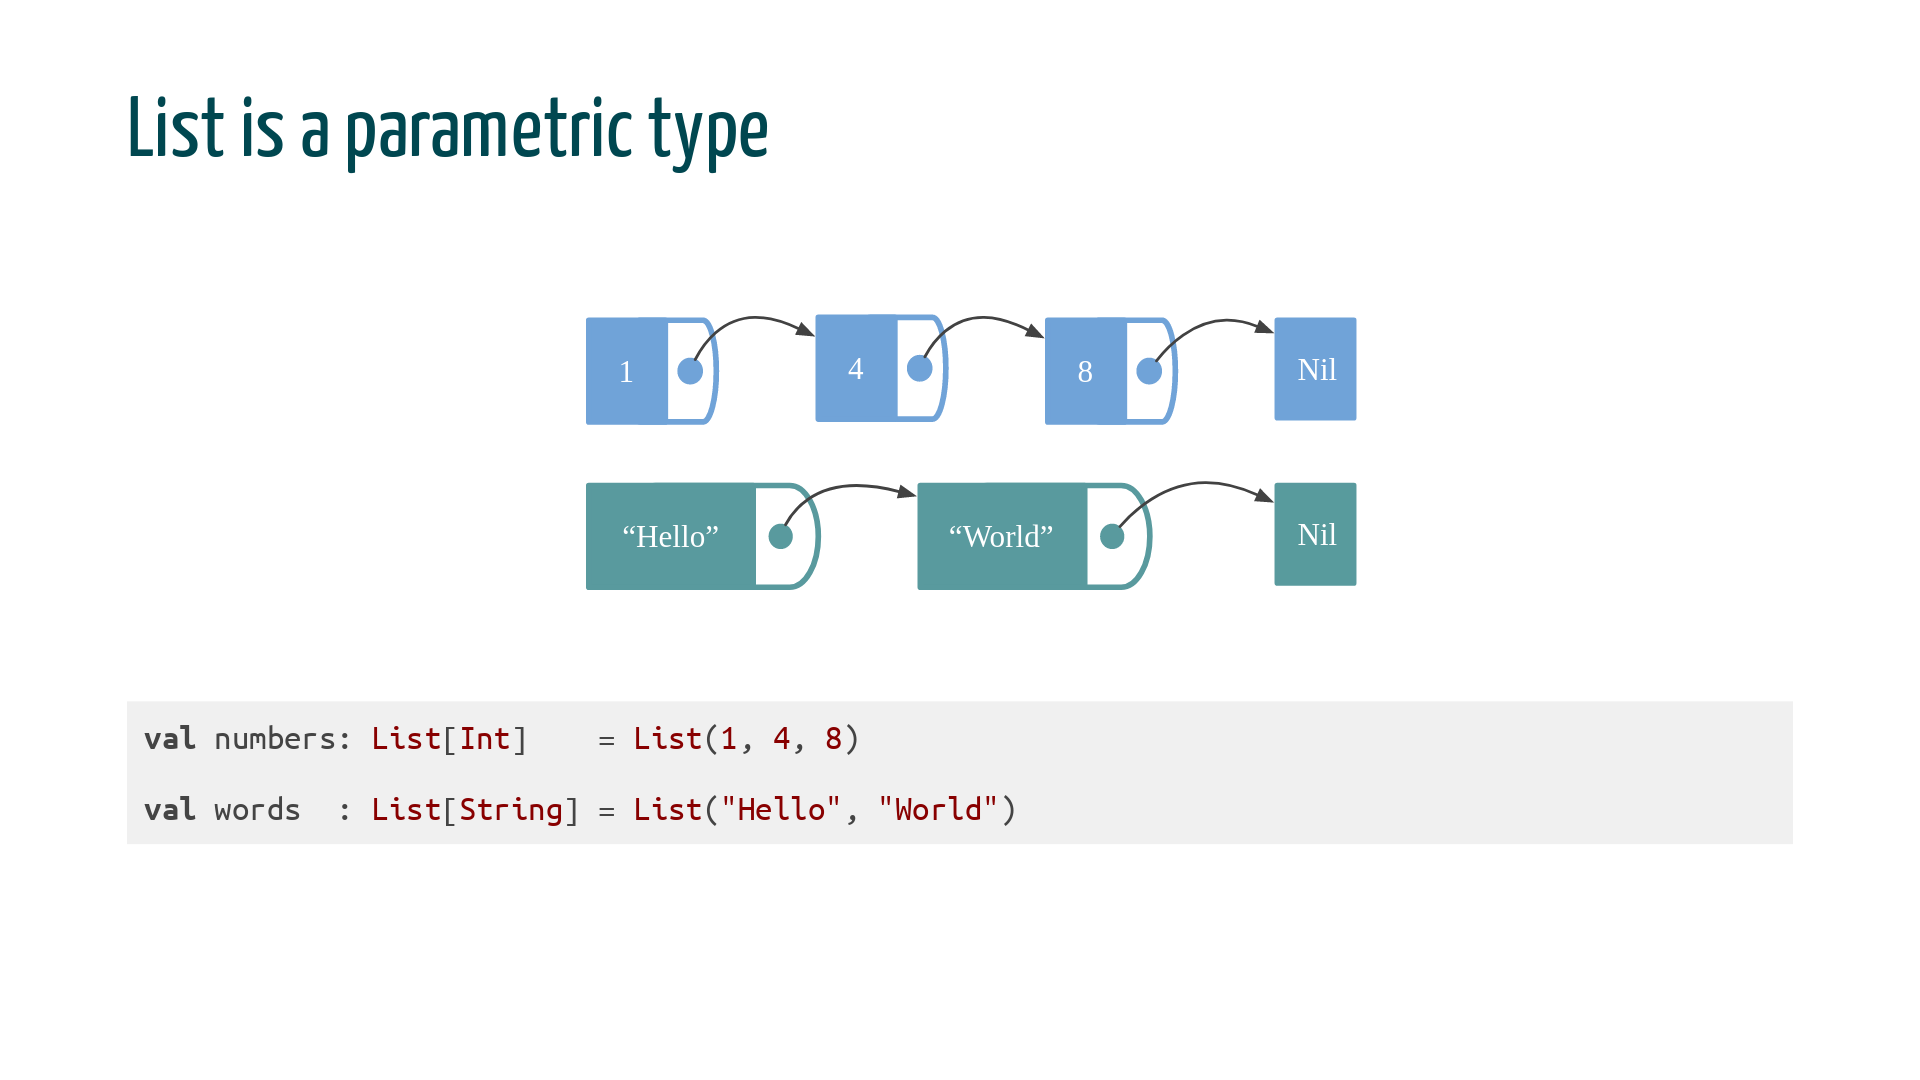 List is a parametric type
1 4 8 Nil
“Hello” “World” Nil
val numbers: List[Int]    = List(1, 4, 8)
val words  : List[String] = List("Hello", "World")